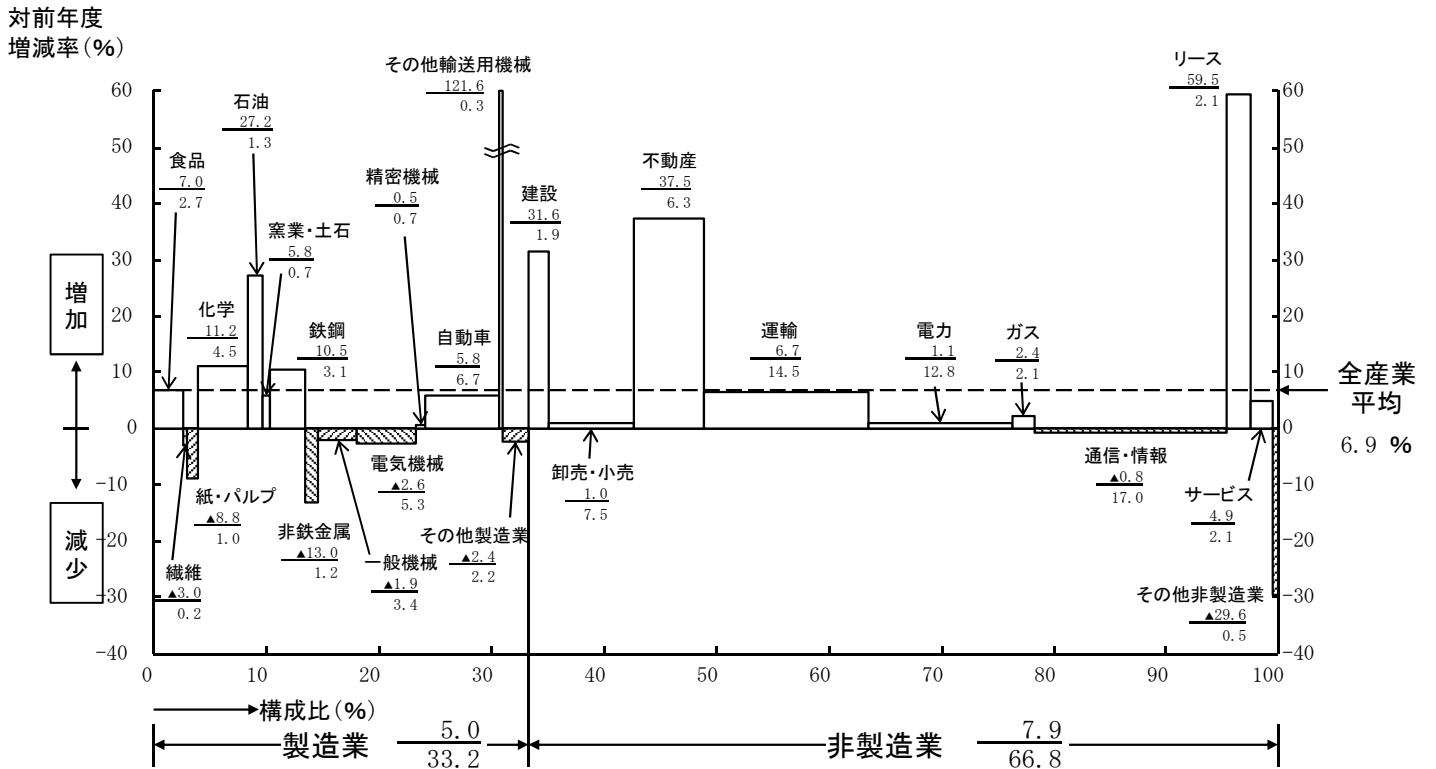 対前年度
増減率(%)
その他輸送用機械
121.6
0.3
リース
59.5
2.1
石油
27.2
1.3
食品
7.0
2.7
精密機械
0.5
0.7
不動産
37.5
6.3
建設
31.6
1.9
窯業・土石
5.8
0.7
化学
11.2
4.5
鉄鋼
10.5
3.1
自動車
5.8
6.7
運輸
6.7
14.5
電力
1.1
12.8
ガス
2.4
2.1
60
50
40
30
20
10
0
-10
-20
-30
-40
60
50
40
30
20
10
0
-10
-20
-30
-40
増加
減少
全産業
平均
6.9 %
電気機械
▲2.6
5.3
卸売・小売
1.0
7.5
通信・情報
▲0.8
17.0
サービス
4.9
2.1
紙・パルプ
▲8.8
1.0
非鉄金属
▲13.0
1.2
その他製造業
▲2.4
2.2
一般機械
▲1.9
3.4
繊維
▲3.0
0.2
その他非製造業
▲29.6
0.5
0 10 20 30 40 50 60 70 80 90 100
構成比(%)
製造業
5.0
33.2
非製造業
7.9
66.8